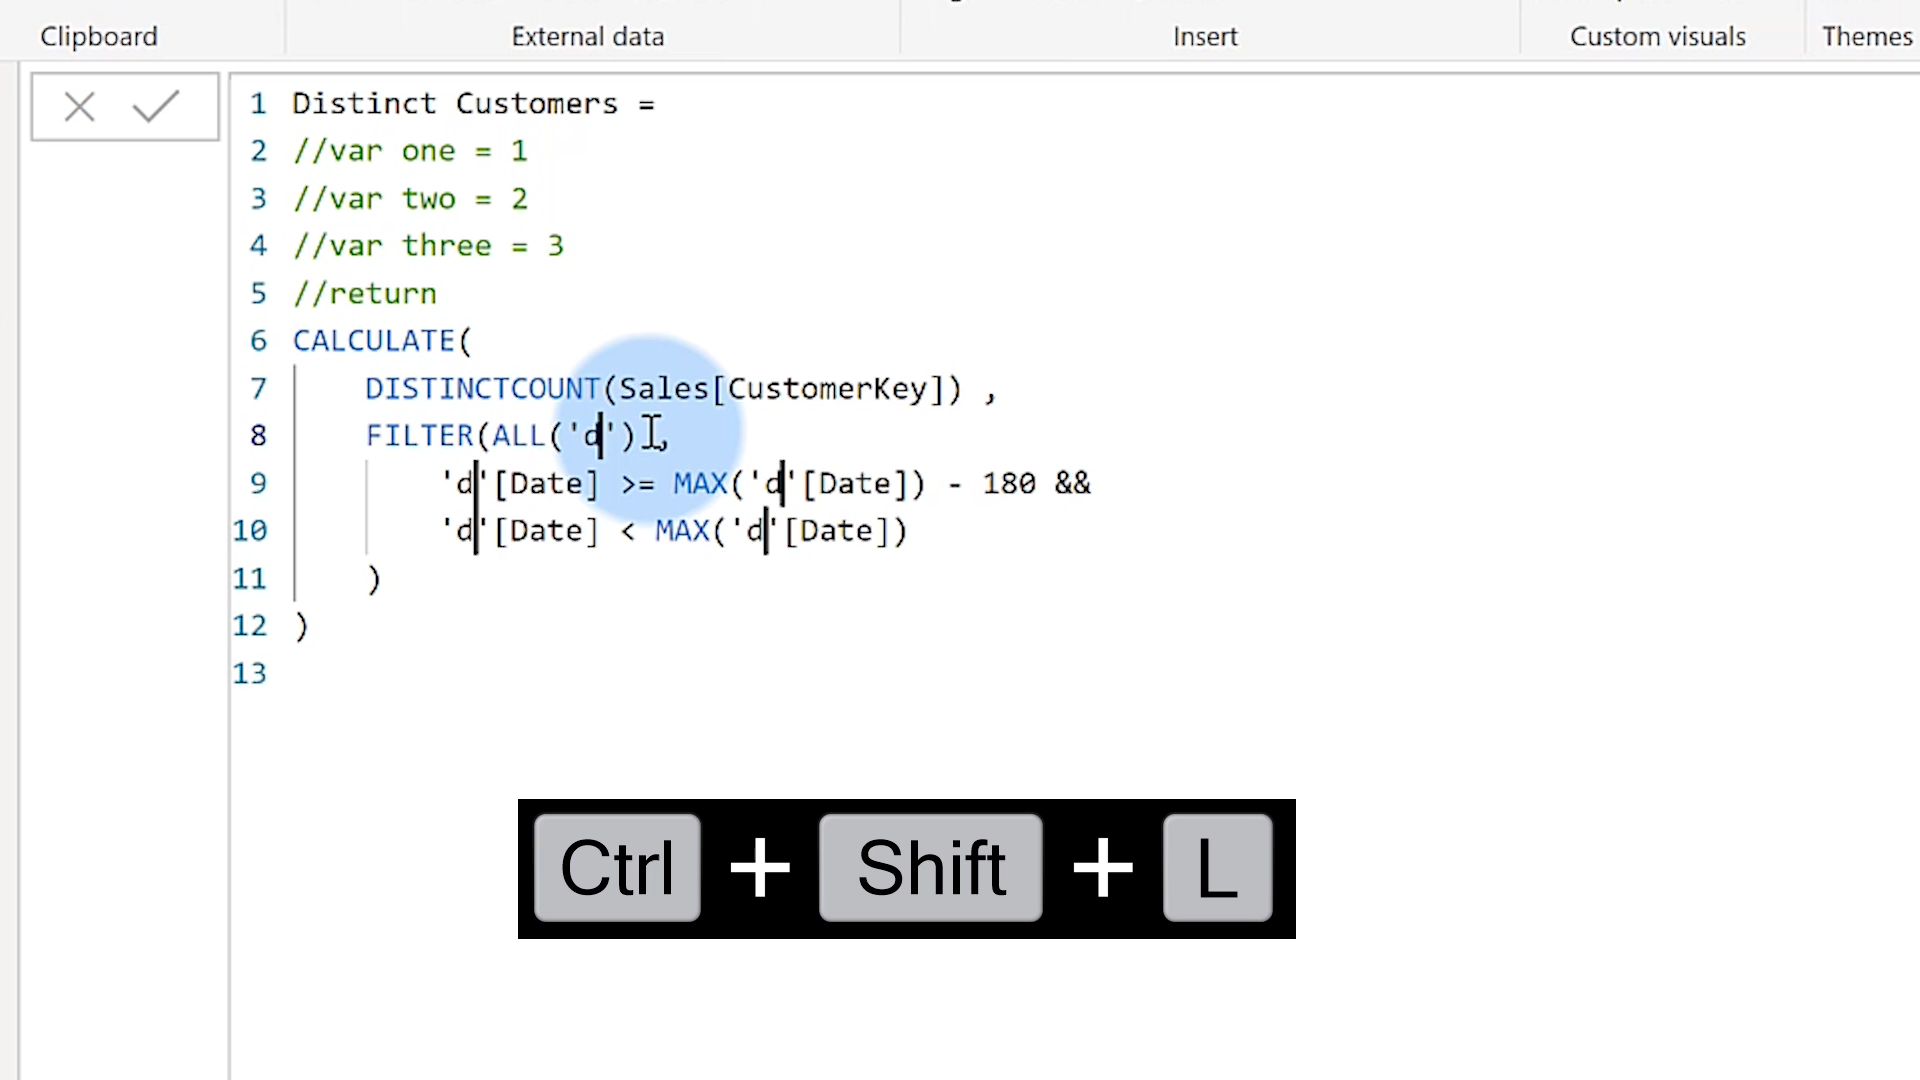 Clipboard External data Insert Custom visuals Themes
1 Distinct Customers =
2 //var one = 1
3 //var two = 2
4 //var three = 3
5 //return
6 CALCULATE(
7 DISTINCTCOUNT(Sales[CustomerKey]) ,
8 FILTER(ALL('d') ,
9 'd'[Date] >= MAX('d'[Date]) - 180 &&
10 'd'[Date] < MAX('d'[Date])
11 )
12 )
13
Ctrl + Shift + L